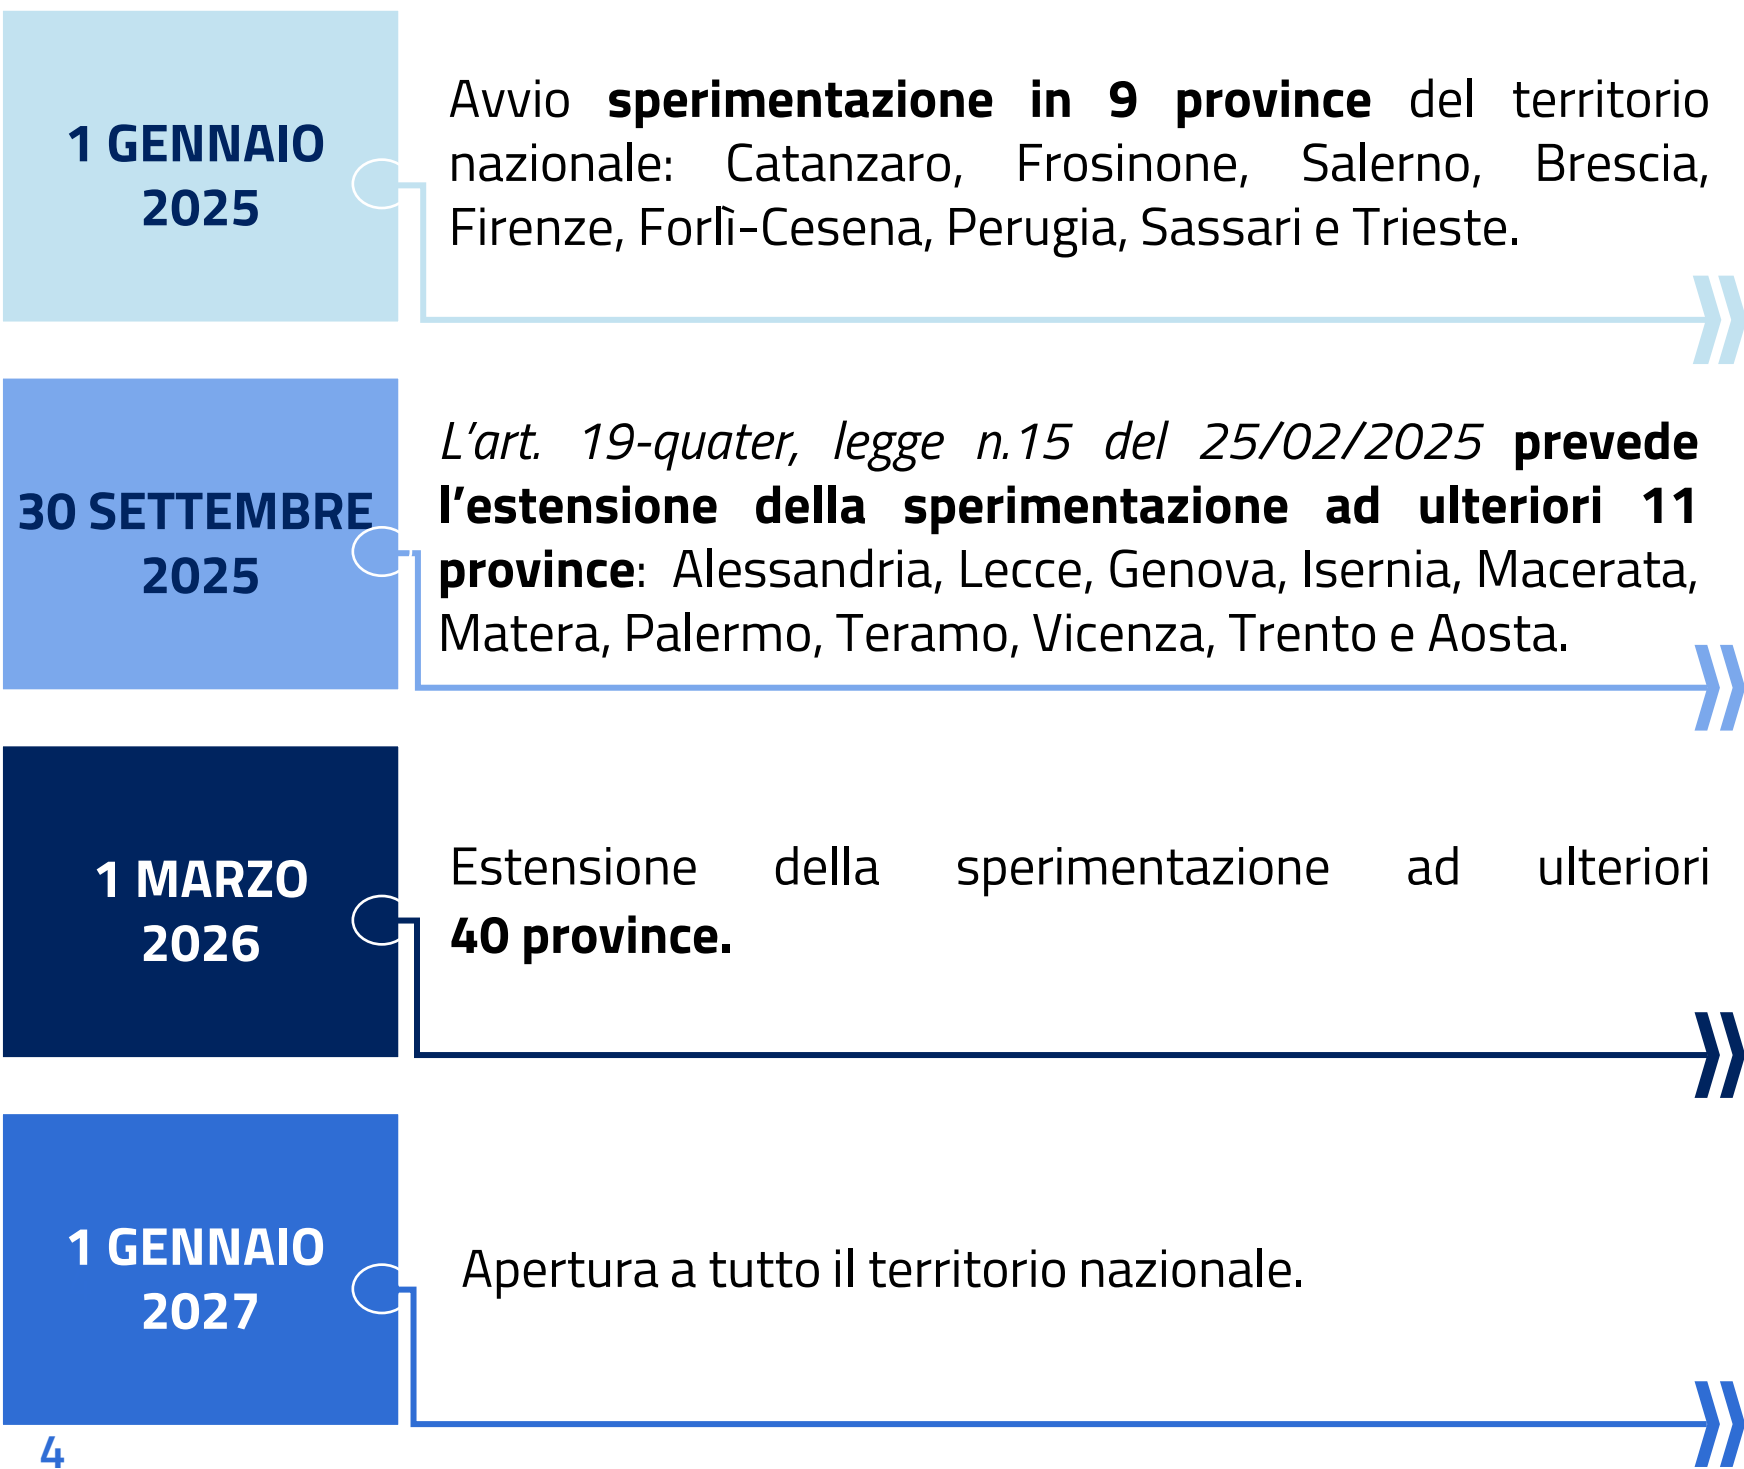 1 GENNAIO
2025
Avvio sperimentazione in 9 province del territorio
nazionale: Catanzaro, Frosinone, Salerno, Brescia,
Firenze, Forlì-Cesena, Perugia, Sassari e Trieste.
30 SETTEMBRE
2025
L’art. 19-quater, legge n.15 del 25/02/2025 prevede
l’estensione della sperimentazione ad ulteriori 11
province: Alessandria, Lecce, Genova, Isernia, Macerata,
Matera, Palermo, Teramo, Vicenza, Trento e Aosta.
1 MARZO
2026
Estensione della sperimentazione ad ulteriori
40 province.
1 GENNAIO
2027
Apertura a tutto il territorio nazionale.
4